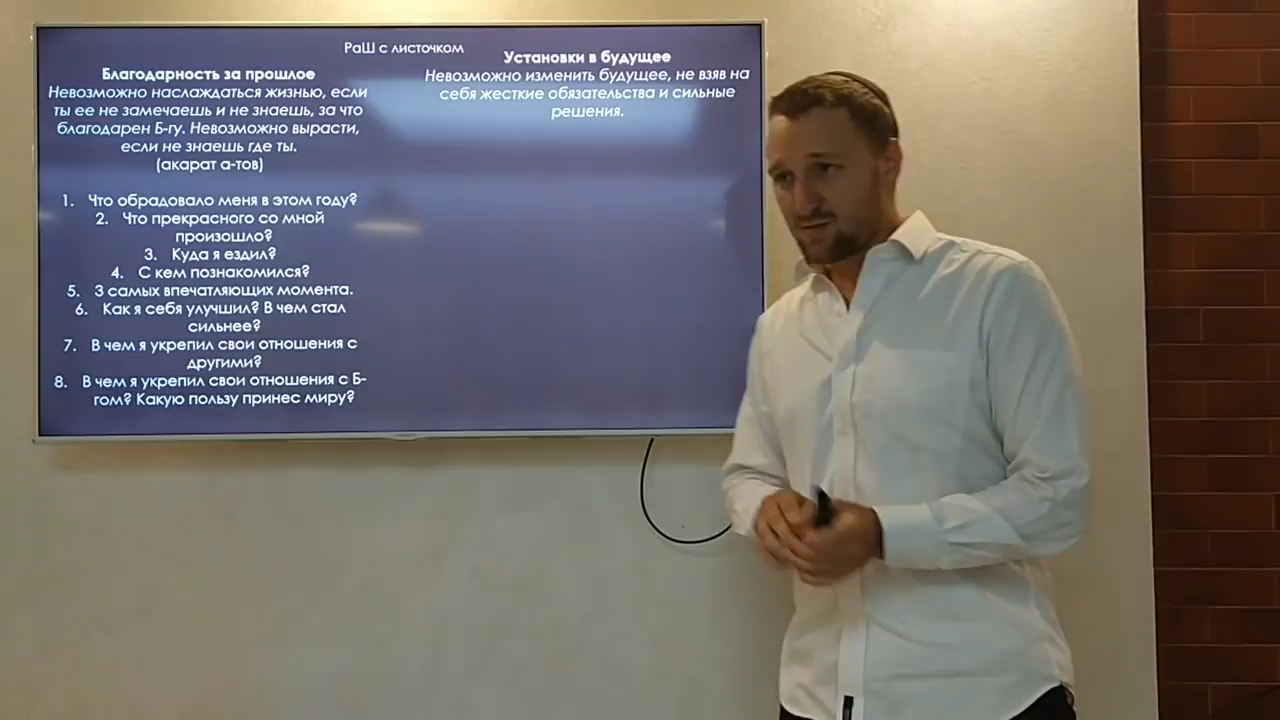 РаШ с листочком
Благодарность за прошлое
Невозможно наслаждаться жизнью, если
ты ее не замечаешь и не знаешь, за что
благодарен Б-гу. Невозможно вырасти,
если не знаешь где ты.
(акарат а-тов)
1. Что обрадовало меня в этом году?
2. Что прекрасного со мной
произошло?
3. Куда я ездил?
4. С кем познакомился?
5. 3 самых впечатляющих момента.
6. Как я себя улучшил? В чем стал
сильнее?
7. В чем я укрепил свои отношения с
другими?
8. В чем я укрепил свои отношения с Б-
гом? Какую пользу принес миру?
Установки в будущее
Невозможно изменить будущее, не взяв на
себя жесткие обязательства и сильные
решения.